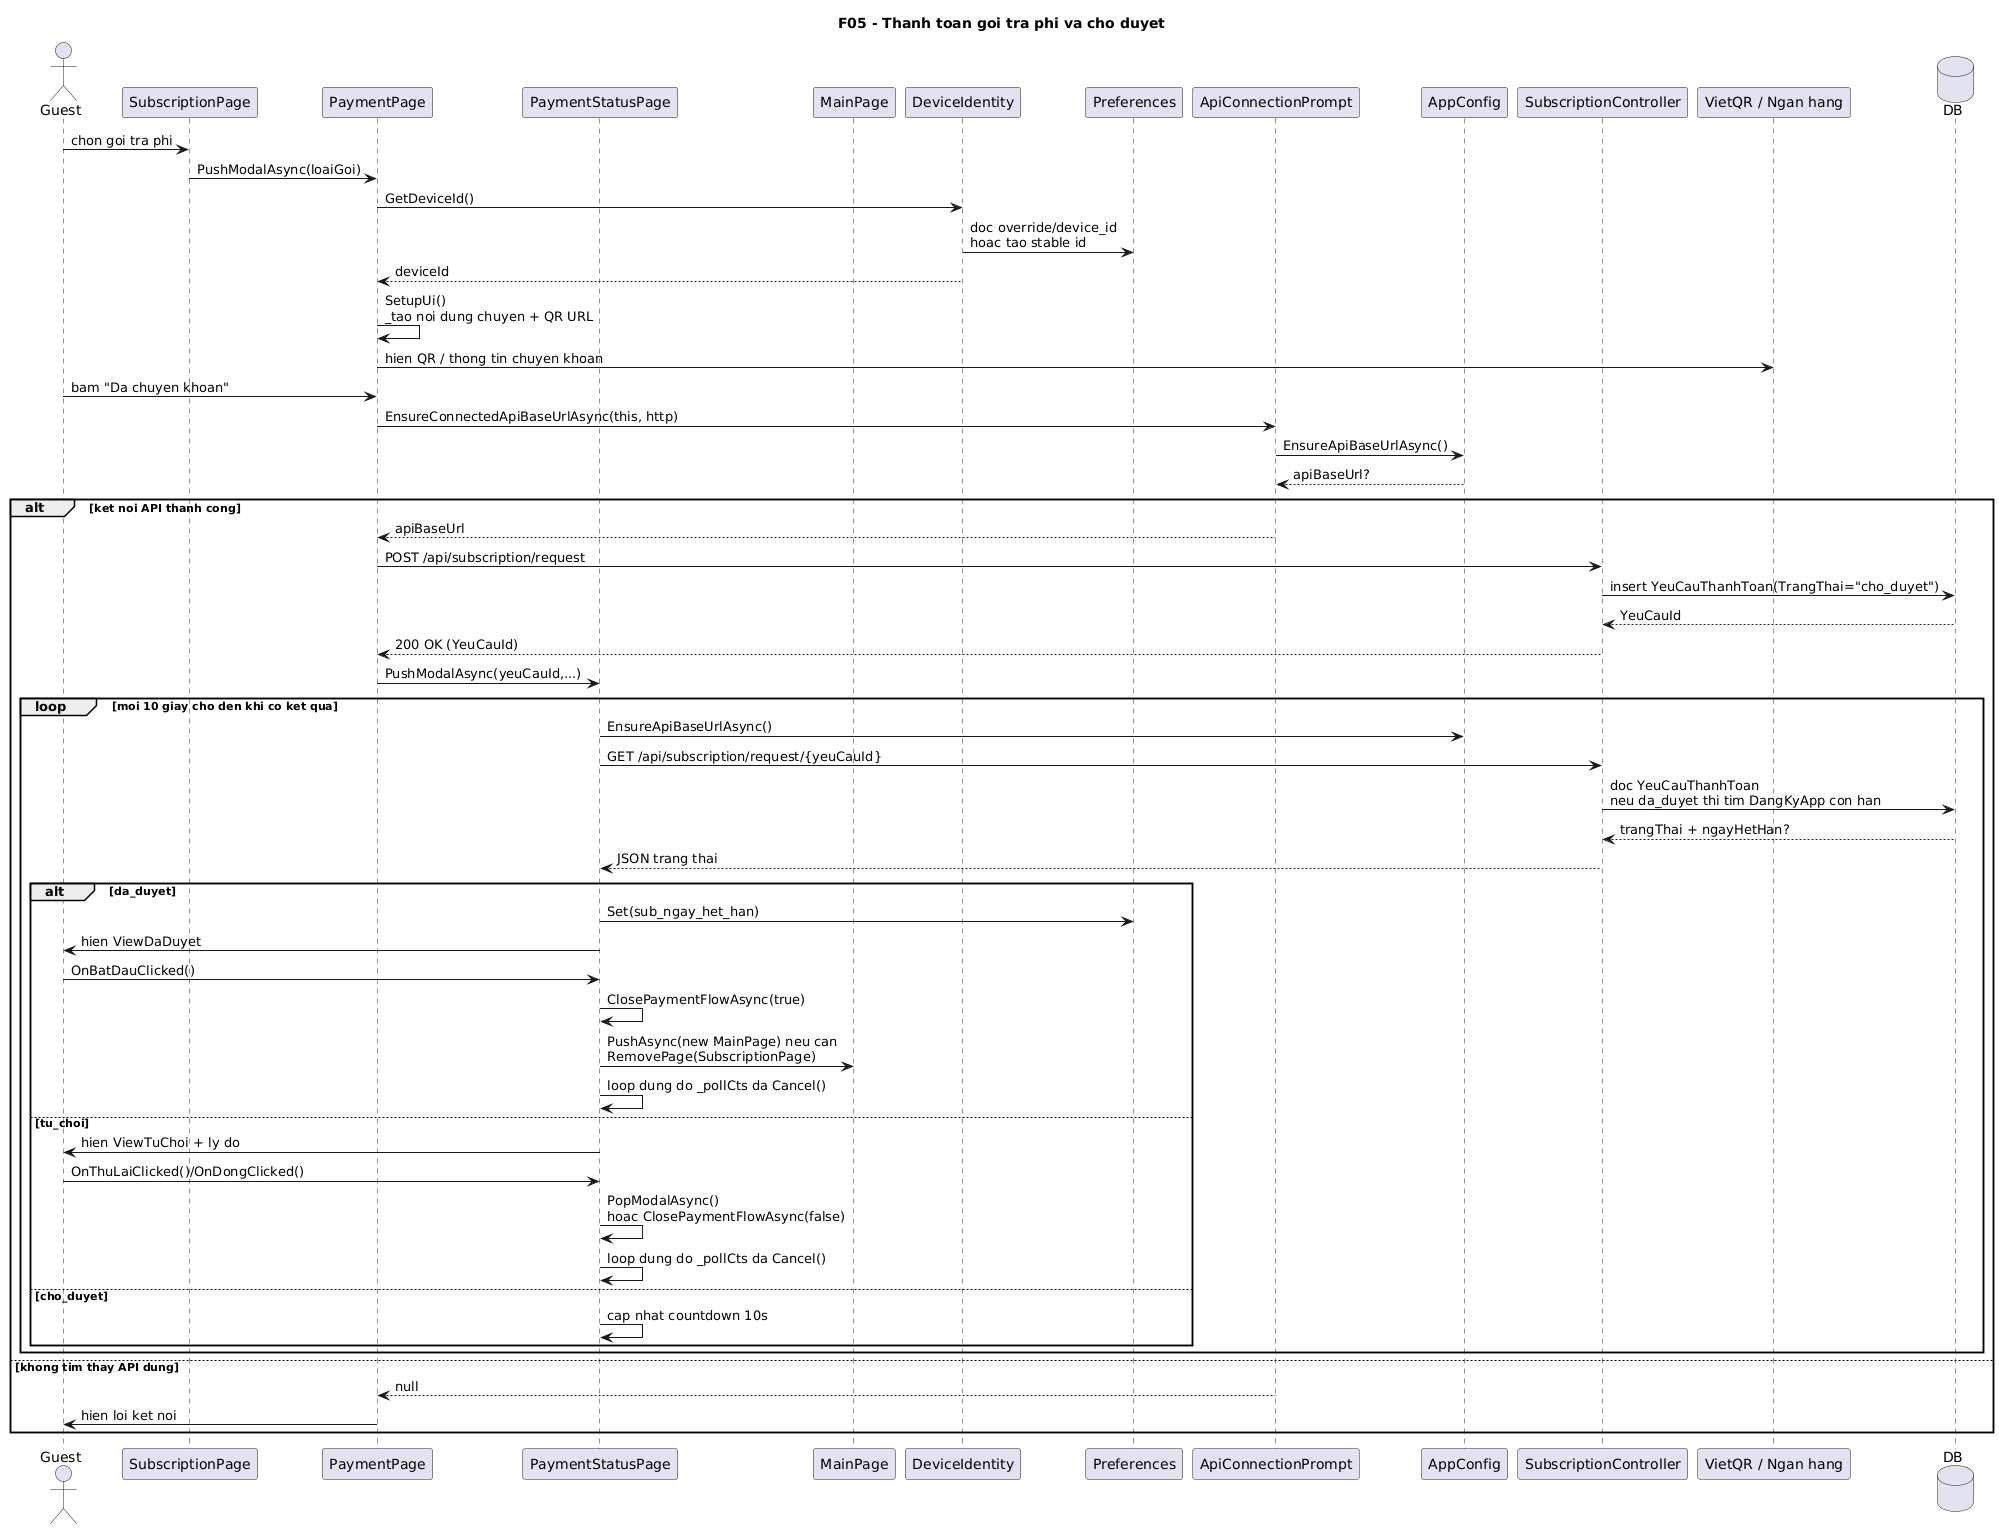 F05 - Thanh toan goi tra phi va cho duyet
Guest
SubscriptionPage
PaymentPage
PaymentStatusPage
MainPage
DeviceIdentity
Preferences
ApiConnectionPrompt
AppConfig
SubscriptionController
VietQR / Ngan hang
DB
chon goi tra phi
PushModalAsync(loaiGoi)
GetDeviceId()
doc override/device_id
hoac tao stable id
deviceId
SetupUi()
_tao noi dung chuyen + QR URL
hien QR / thong tin chuyen khoan
bam "Da chuyen khoan"
EnsureConnectedApiBaseUrlAsync(this, http)
EnsureApiBaseUrlAsync()
apiBaseUrl?
alt
[ket noi API thanh cong]
apiBaseUrl
POST /api/subscription/request
insert YeuCauThanhToan(TrangThai="cho_duyet")
YeuCauId
200 OK (YeuCauId)
PushModalAsync(yeuCauId,...)
loop
[moi 10 giay cho den khi co ket qua]
EnsureApiBaseUrlAsync()
GET /api/subscription/request/{yeuCauId}
doc YeuCauThanhToan
neu da_duyet thi tim DangKyApp con han
trangThai + ngayHetHan?
JSON trang thai
alt
[da_duyet]
Set(sub_ngay_het_han)
hien ViewDaDuyet
OnBatDauClicked()
ClosePaymentFlowAsync(true)
PushAsync(new MainPage) neu can
RemovePage(SubscriptionPage)
loop dung do _pollCts da Cancel()
[tu_choi]
hien ViewTuChoi + ly do
OnThuLaiClicked()/OnDongClicked()
PopModalAsync()
hoac ClosePaymentFlowAsync(false)
loop dung do _pollCts da Cancel()
[cho_duyet]
cap nhat countdown 10s
[khong tim thay API dung]
null
hien loi ket noi
Guest
SubscriptionPage
PaymentPage
PaymentStatusPage
MainPage
DeviceIdentity
Preferences
ApiConnectionPrompt
AppConfig
SubscriptionController
VietQR / Ngan hang
DB